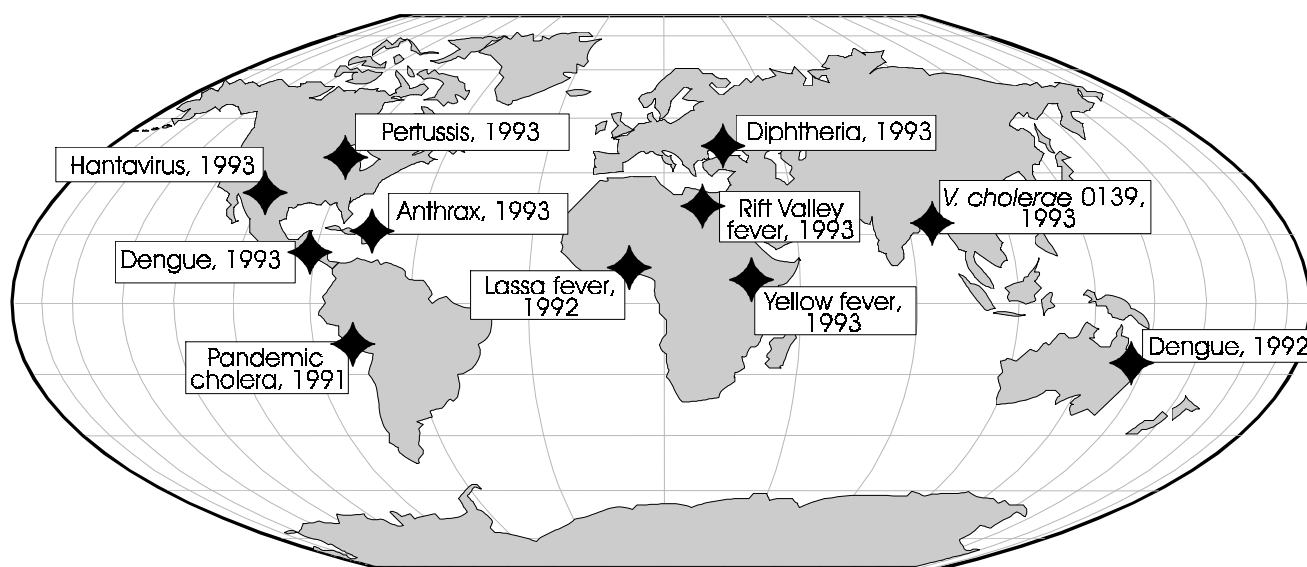 Pertussis, 1993
Diphtheria, 1993
Hantavirus, 1993
Anthrax, 1993
Rift Valley
fever, 1993
V. cholerae 0139,
1993
Dengue, 1993
Lassa fever,
1992
Yellow fever,
1993
Pandemic
cholera, 1991
Dengue, 1992